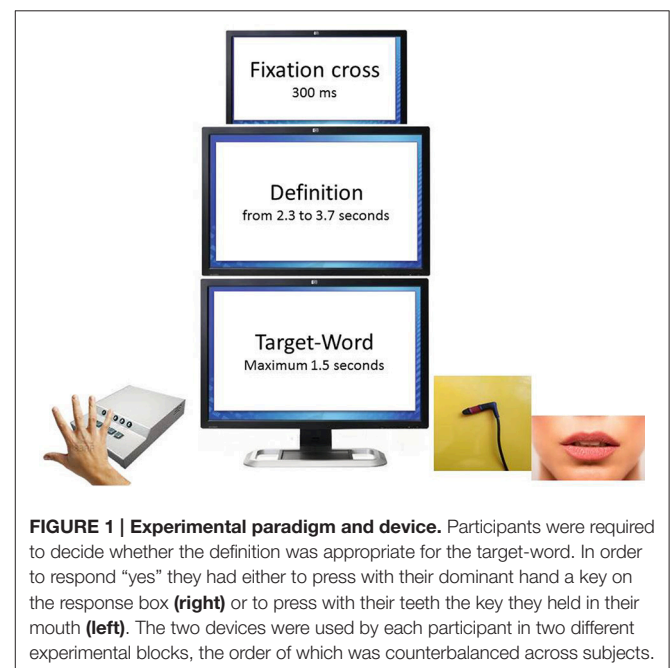 Fixation cross
300 ms
Definition
from 2.3 to 3.7 seconds
Target-Word
Maximum 1.5 seconds
FIGURE 1 | Experimental paradigm and device. Participants were required
to decide whether the definition was appropriate for the target-word. In order
to respond “yes” they had either to press with their dominant hand a key on
the response box (right) or to press with their teeth the key they held in their
mouth (left). The two devices were used by each participant in two different
experimental blocks, the order of which was counterbalanced across subjects.